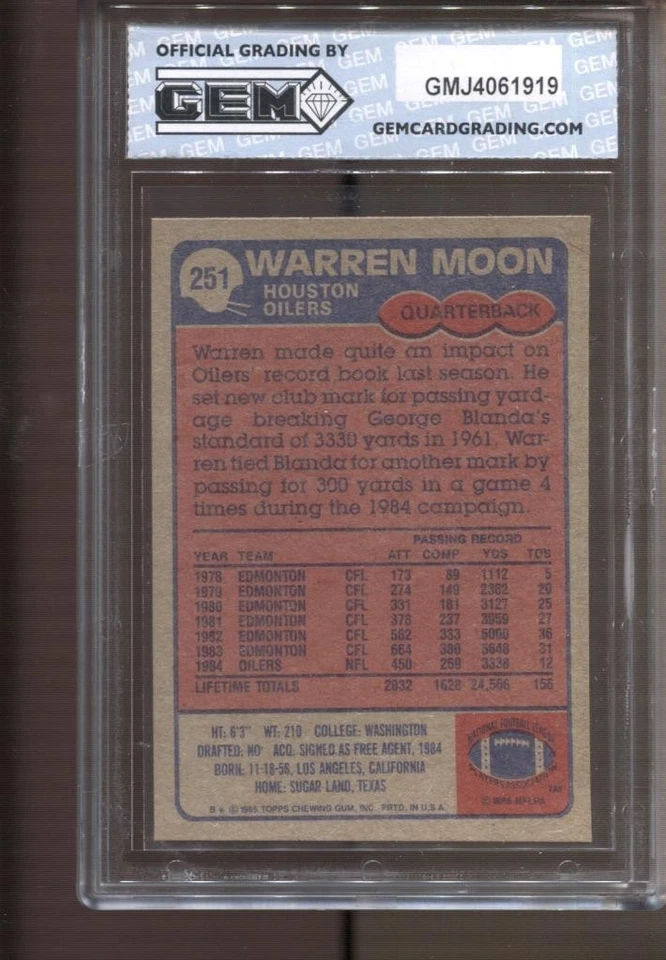 OFFICIAL GRADING BY
GEM
GMJ4061919
GEMCARDGRADING.COM
251
WARREN MOON
HOUSTON
OILERS
QUARTERBACK
Warren made quite an impact on
Oilers' record book last season. He
set new club mark for passing yard-
age breaking George Blanda's
standard of 3330 yards in 1961. War-
ren tied Blanda for another mark by
passing for 300 yards in a game 4
times during the 1984 campaign.
PASSING RECORD
YEAR TEAM ATT COMP YDS TDS
1978 EDMONTON CFL 173 89 1112 5
1979 EDMONTON CFL 274 149 2382 20
1980 EDMONTON CFL 331 181 3127 25
1981 EDMONTON CFL 378 237 3959 27
1982 EDMONTON CFL 562 333 5000 36
1983 EDMONTON CFL 664 380 5648 31
1984 OILERS NFL 450 259 3338 12
LIFETIME TOTALS 2832 1628 24,566 156
HT: 6'3" WT: 210 COLLEGE: WASHINGTON
DRAFTED: NO ACQ. SIGNED AS FREE AGENT, 1984
BORN: 11-18-56, LOS ANGELES, CALIFORNIA
HOME: SUGAR LAND, TEXAS
© 1985 TOPPS CHEWING GUM, INC. PRTD. IN U.S.A.
NATIONAL FOOTBALL LEAGUE
PLAYERS ASSOCIATION
TM
© 1985 NFLPA